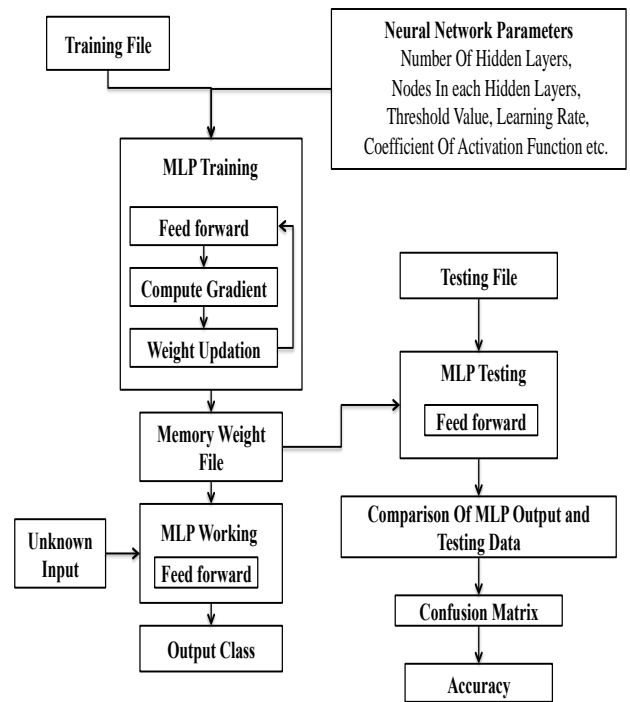 Training File
Neural Network Parameters
Number Of Hidden Layers,
Nodes In each Hidden Layers,
Threshold Value, Learning Rate,
Coefficient Of Activation Function etc.
MLP Training
Feed forward
Compute Gradient
Weight Updation
Memory Weight
File
MLP Working
Feed forward
Unknown
Input
Output Class
Testing File
MLP Testing
Feed forward
Comparison Of MLP Output and
Testing Data
Confusion Matrix
Accuracy